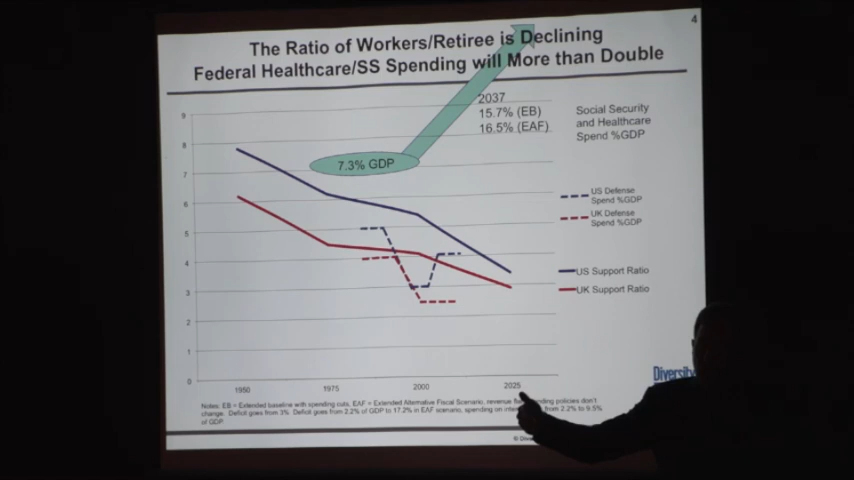 4
The Ratio of Workers/Retiree is Declining
Federal Healthcare/SS Spending will More than Double
2037
15.7% (EB)
16.5% (EAF)
Social Security
and Healthcare
Spend %GDP
7.3% GDP
US Defense
Spend %GDP
UK Defense
Spend %GDP
US Support Ratio
UK Support Ratio
9
8
7
6
5
4
3
2
1
0
1950
1975
2000
2025
Notes: EB = Extended baseline with spending cuts, EAF = Extended Alternative Fiscal Scenario, revenue
change. Deficit goes from 3% Deficit goes from 2.2% of GDP to 17.2% in EAF scenario, spending on from 2.2% to 9.5%
of GDP